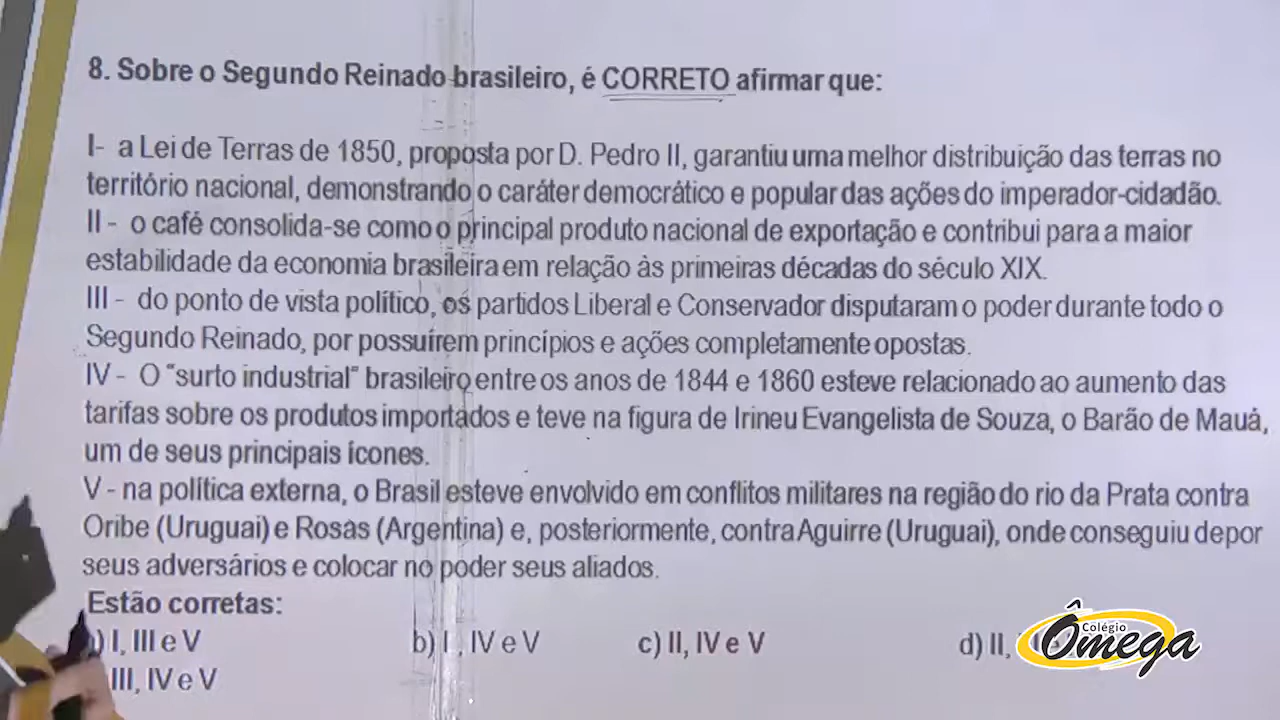 8. Sobre o Segundo Reinado brasileiro, é CORRETO afirmar que:
I- a Lei de Terras de 1850, proposta por D. Pedro II, garantiu uma melhor distribuição das terras no
território nacional, demonstrando o caráter democrático e popular das ações do imperador-cidadão.
II - o café consolida-se como o principal produto nacional de exportação e contribui para a maior
estabilidade da economia brasileira em relação às primeiras décadas do século XIX.
III - do ponto de vista político, os partidos Liberal e Conservador disputaram o poder durante todo o
Segundo Reinado, por possuírem princípios e ações completamente opostas.
IV - O "surto industrial" brasileiro entre os anos de 1844 e 1860 esteve relacionado ao aumento das
tarifas sobre os produtos importados e teve na figura de Irineu Evangelista de Souza, o Barão de Mauá,
um de seus principais ícones.
V - na política externa, o Brasil esteve envolvido em conflitos militares na região do rio da Prata contra
Oribe (Uruguai) e Rosas (Argentina) e, posteriormente, contra Aguirre (Uruguai), onde conseguiu depor
seus adversários e colocar no poder seus aliados.
Estão corretas:
) I, III e V b) I, IV e V c) II, IV e V d) II,
III, IV e V
Colégio
Ômega